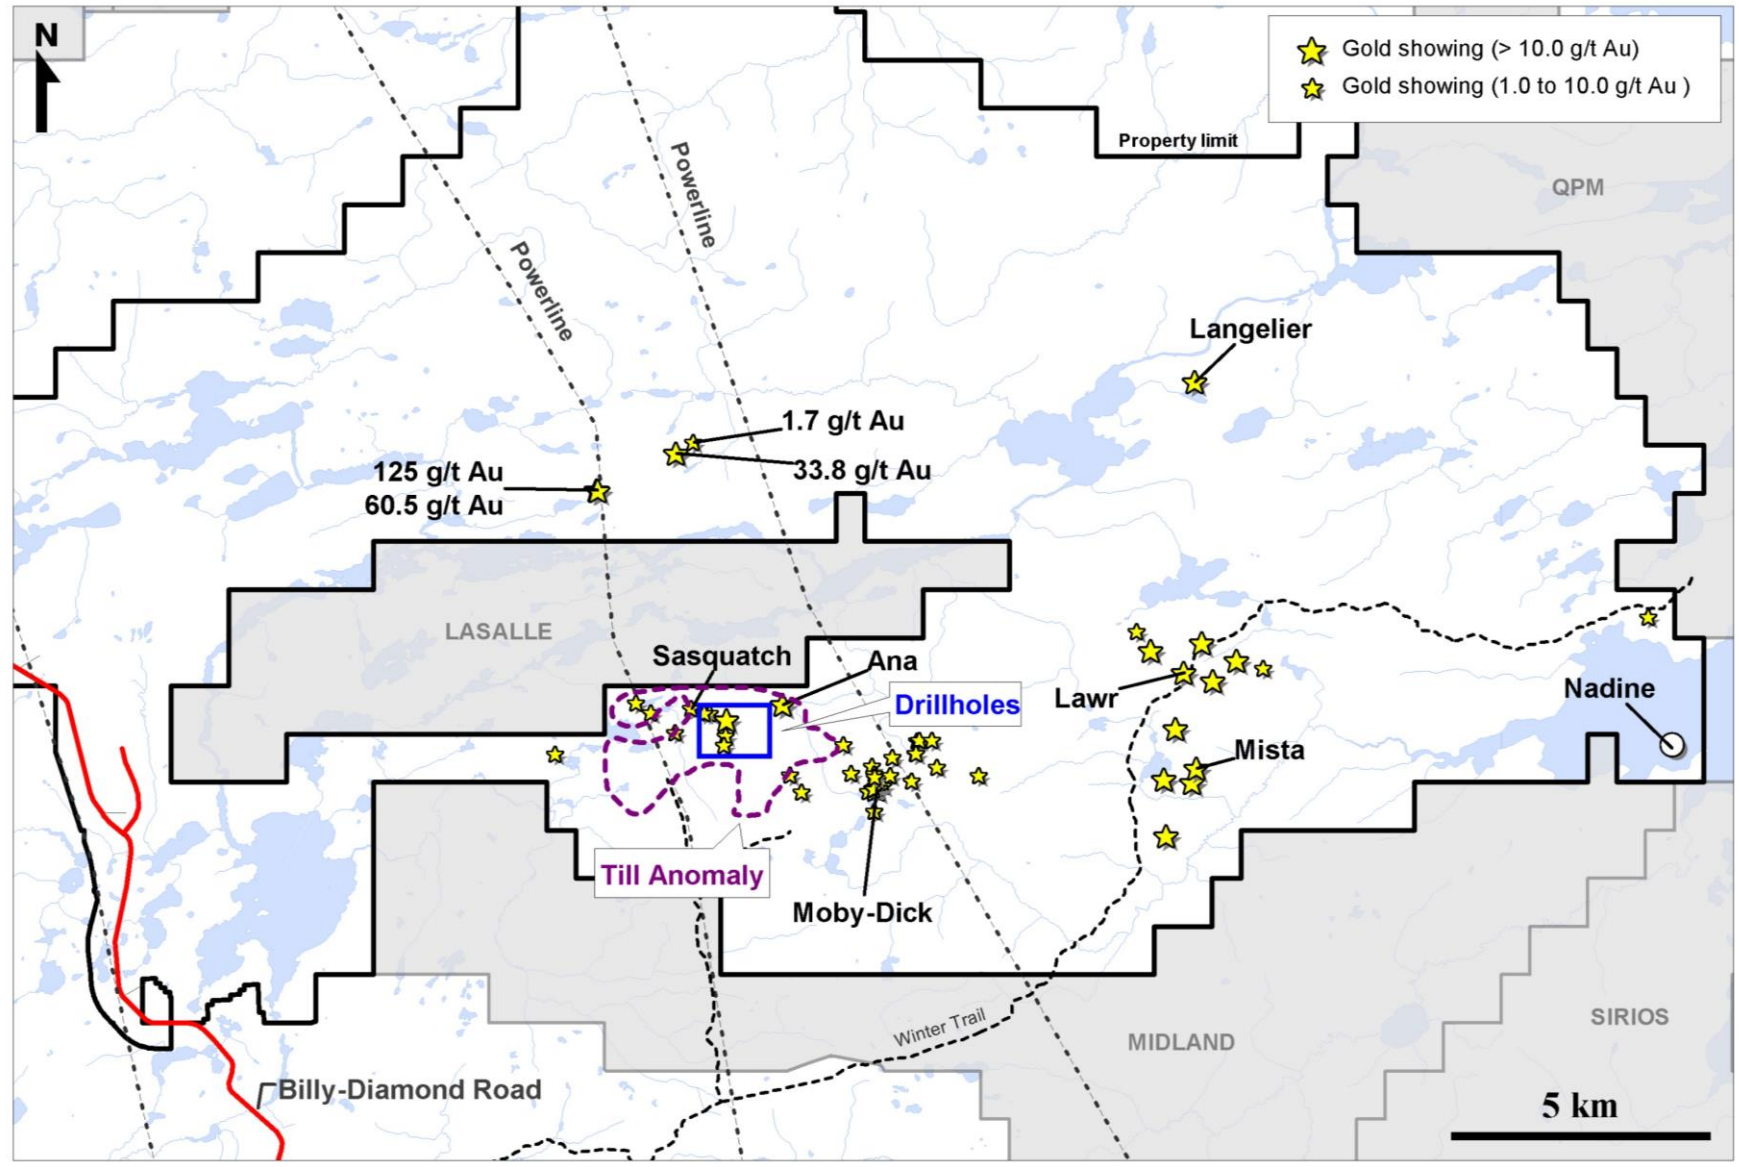 N
Gold showing (> 10.0 g/t Au)
Gold showing (1.0 to 10.0 g/t Au )
Property limit
Powerline
QPM
Powerline
Langelier
1.7 g/t Au
33.8 g/t Au
125 g/t Au
60.5 g/t Au
LASALLE
Sasquatch
Ana
Lawr
Drillholes
Nadine
Mista
Till Anomaly
Moby-Dick
SIRIOS
Winter Trail
MIDLAND
Billy-Diamond Road
5 km